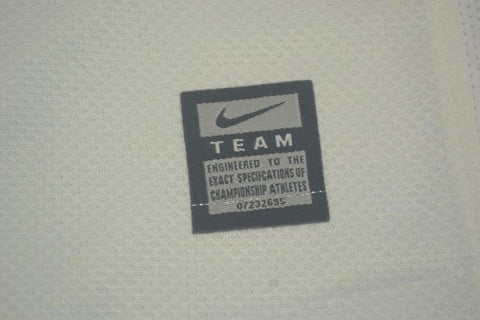 TEAM
ENGINEERED TO THE
EXACT SPECIFICATIONS OF
CHAMPIONSHIP ATHLETES
07232695